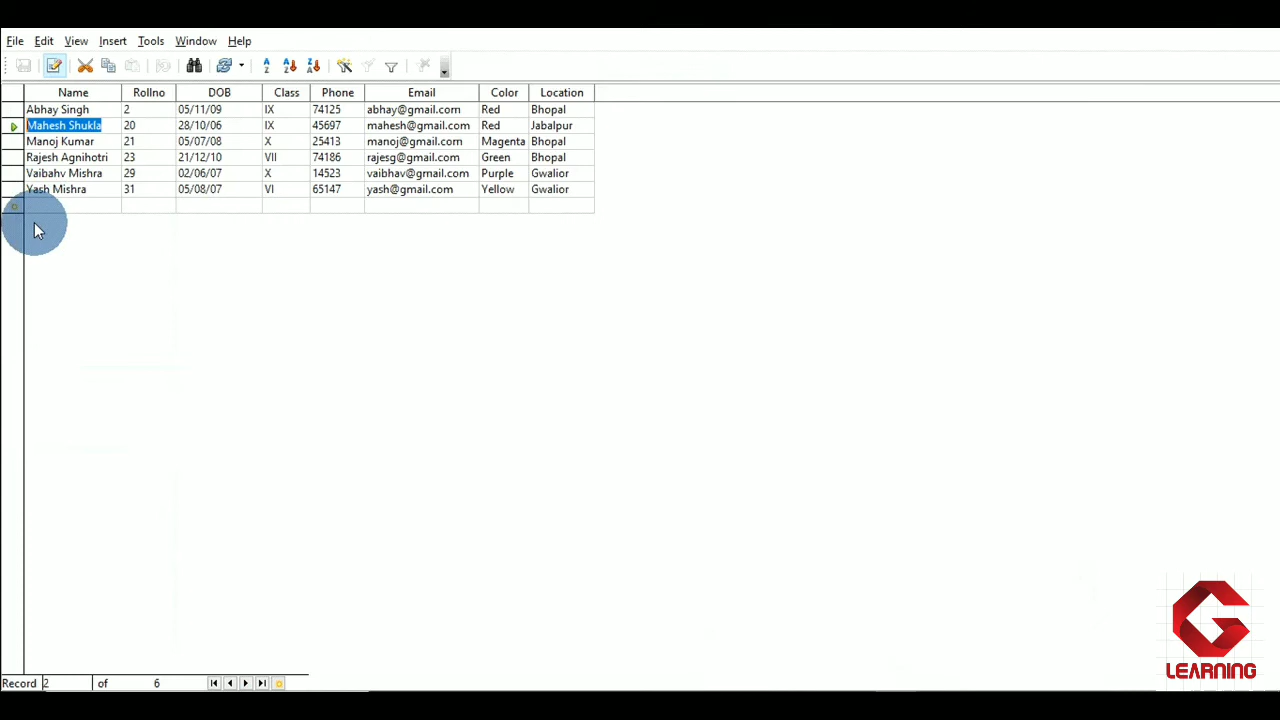 File Edit View Insert Tools Window Help
Name Rollno DOB Class Phone Email Color Location
Abhay Singh 2 05/11/09 IX 74125 abhay@gmail.com Red Bhopal
Mahesh Shukla 20 28/10/06 IX 45697 mahesh@gmail.com Red Jabalpur
Manoj Kumar 21 05/07/08 X 25413 manoj@gmail.com Magenta Bhopal
Rajesh Agnihotri 23 21/12/10 VII 74186 rajesg@gmail.com Green Bhopal
Vaibahv Mishra 29 02/06/07 X 14523 vaibhav@gmail.com Purple Gwalior
Yash Mishra 31 05/08/07 VI 65147 yash@gmail.com Yellow Gwalior
Record 2 of 6
LEARNING